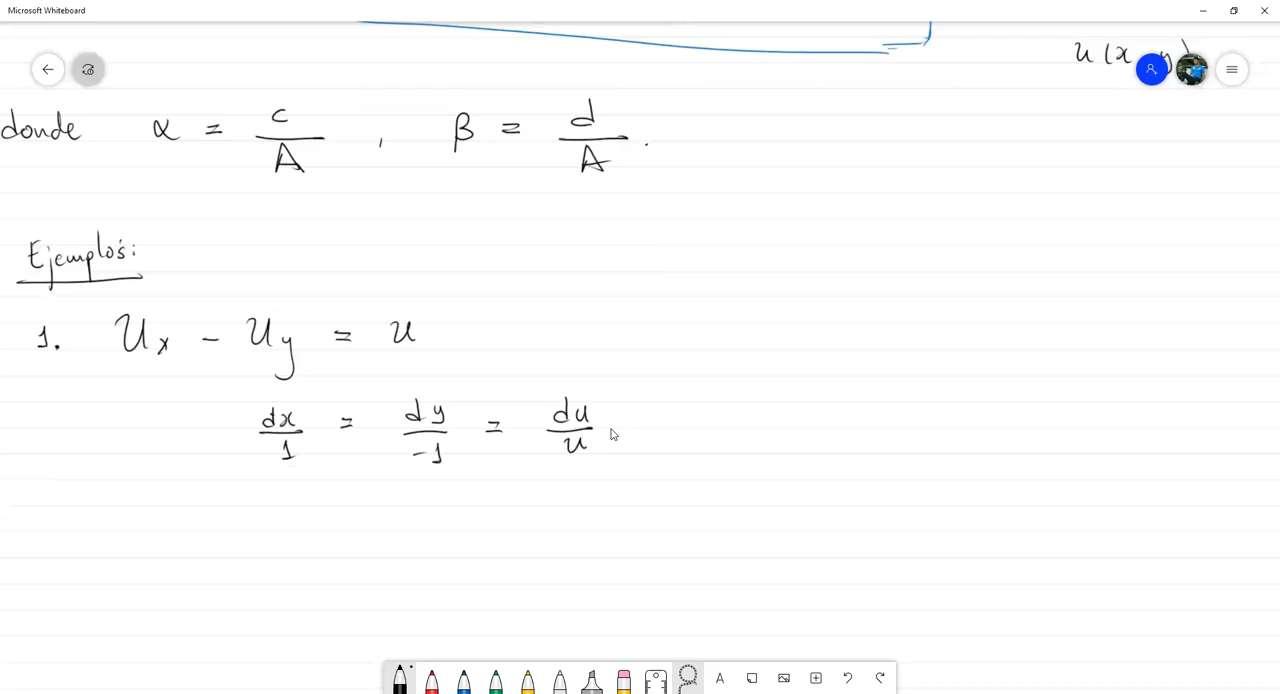 Microsoft Whiteboard
u(x y)
donde α = c/A , β = d/A .
Ejemplos:
1. Ux - Uy = u
dx/1 = dy/-1 = du/u
A